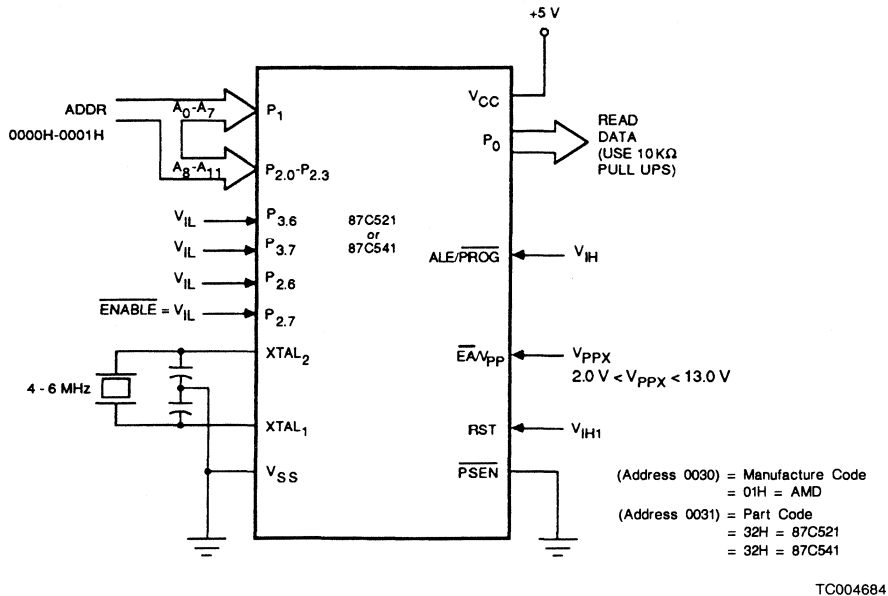 +5 V
ADDR
0000H-0001H
A0-A7
A8-A11
P1
P2.0-P2.3
VIL
P3.6
VIL
P3.7
VIL
P2.6
ENABLE = VIL
P2.7
XTAL2
4 - 6 MHz
XTAL1
VSS
87C521
or
87C541
VCC
P0
READ
DATA
(USE 10KΩ
PULL UPS)
ALE/PROG
VIH
EA/VPP
VPPX
2.0 V < VPPX < 13.0 V
RST
VIH1
PSEN
(Address 0030) = Manufacture Code
= 01H = AMD
(Address 0031) = Part Code
= 32H = 87C521
= 32H = 87C541
TC004684